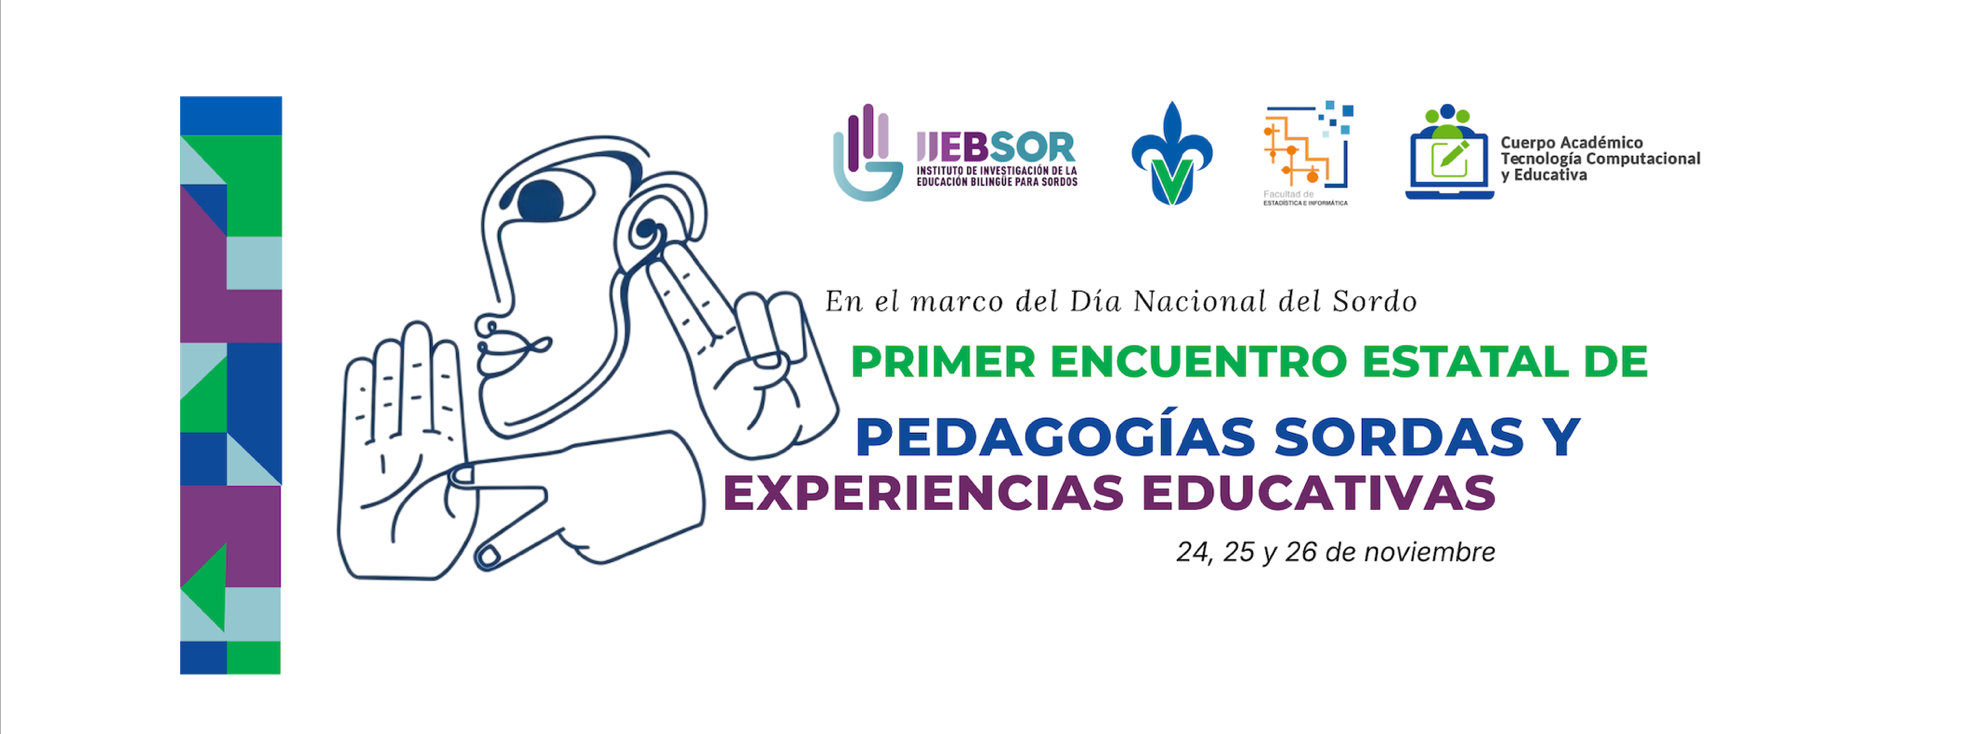 IIEBSOR
INSTITUTO DE INVESTIGACIÓN DE LA
EDUCACIÓN BILINGÜE PARA SORDOS
Facultad de
ESTADÍSTICA E INFORMÁTICA
Cuerpo Académico
Tecnología Computacional
y Educativa
En el marco del Día Nacional del Sordo
PRIMER ENCUENTRO ESTATAL DE
PEDAGOGÍAS SORDAS Y
EXPERIENCIAS EDUCATIVAS
24, 25 y 26 de noviembre